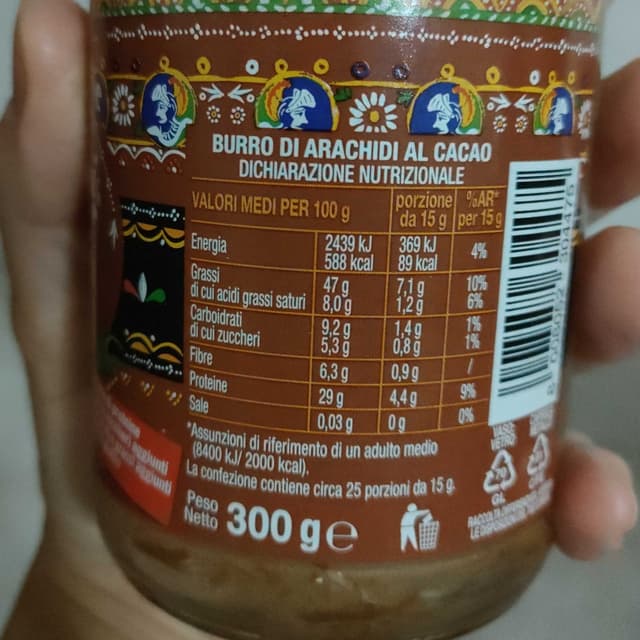 BURRO DI ARACHIDI AL CACAO
DICHIARAZIONE NUTRIZIONALE
VALORI MEDI PER 100 g porzione da 15 g %AR* per 15 g
Energia 2439 kJ 369 kJ 4%
588 kcal 89 kcal
Grassi 47 g 7,1 g 10%
di cui acidi grassi saturi 8,0 g 1,2 g 6%
Carboidrati 9,2 g 1,4 g 1%
di cui zuccheri 5,3 g 0,8 g 1%
Fibre 6,3 g 0,9 g /
Proteine 29 g 4,4 g 9%
Sale 0,03 g 0 g 0%
*Assunzioni di riferimento di un adulto medio
(8400 kJ/ 2000 kcal).
La confezione contiene circa 25 porzioni da 15 g.
Peso
Netto 300 g e
VASO:
VETRO
GL